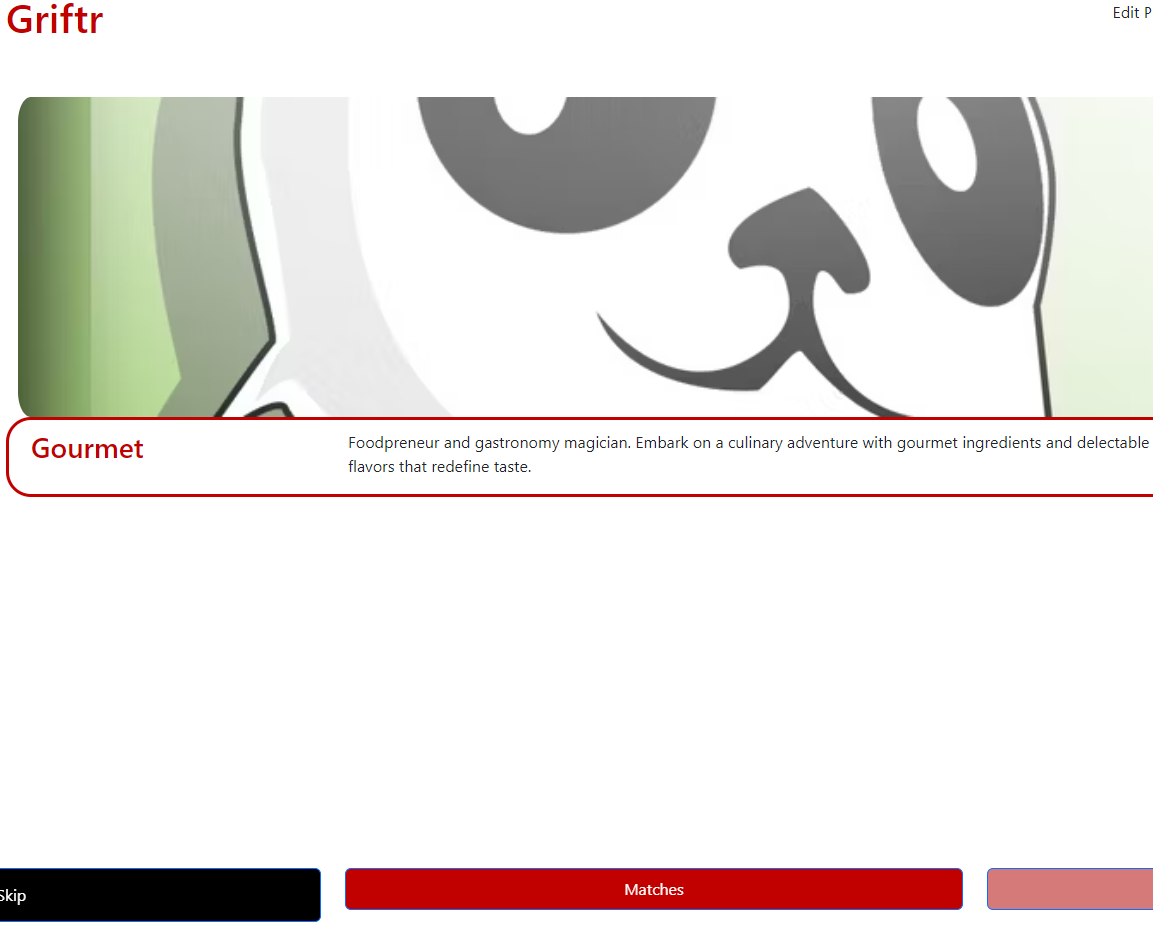 Griftr
Edit P
Gourmet
Foodpreneur and gastronomy magician. Embark on a culinary adventure with gourmet ingredients and delectable
flavors that redefine taste.
Skip
Matches